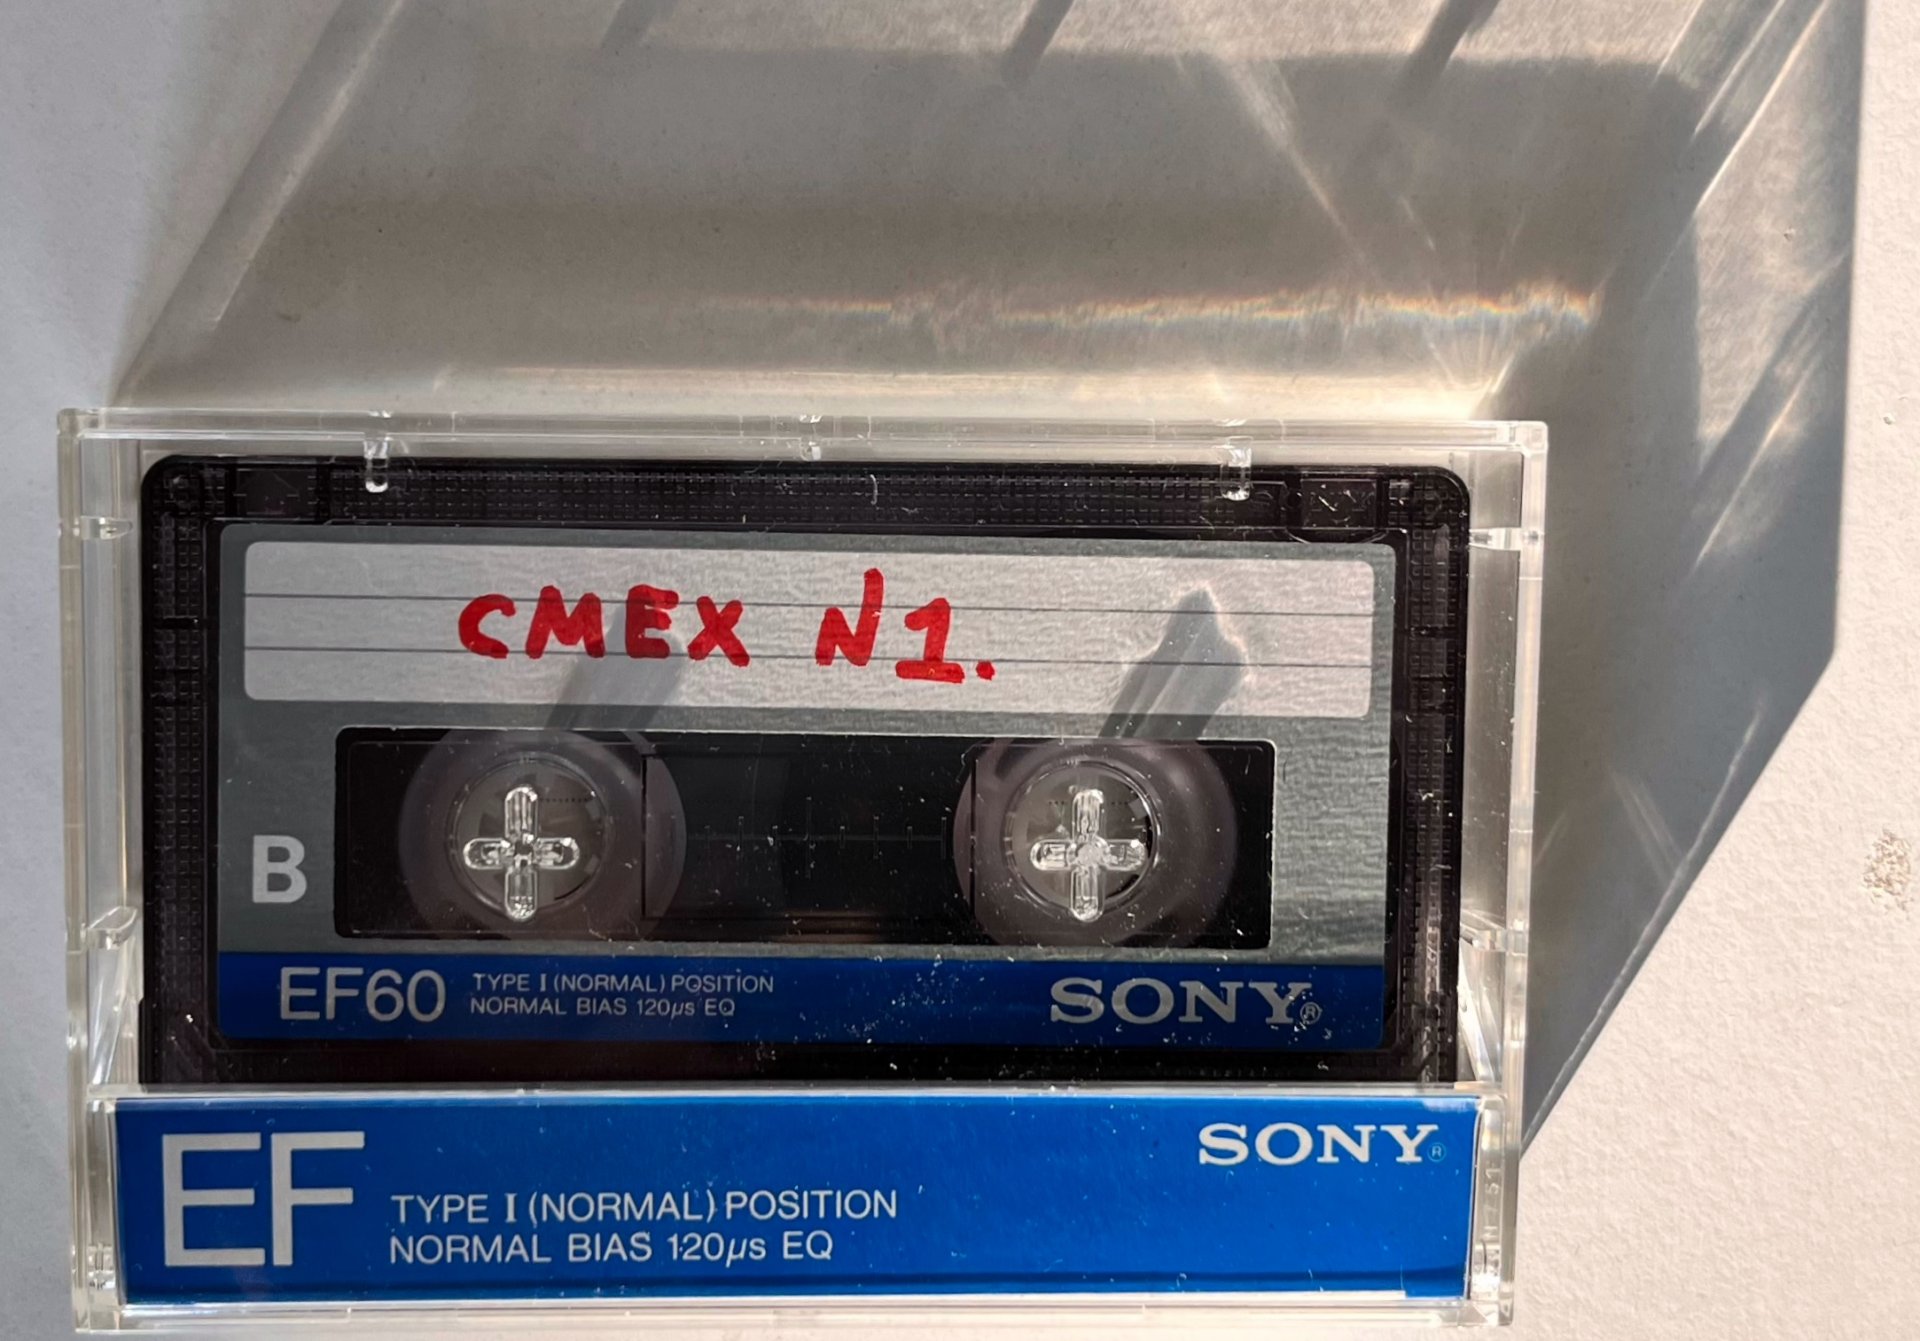 СМЕХ N1.
B
EF60
TYPE I (NORMAL) POSITION
NORMAL BIAS 120µs EQ
SONY®
EF
TYPE I (NORMAL) POSITION
NORMAL BIAS 120µs EQ
SONY®